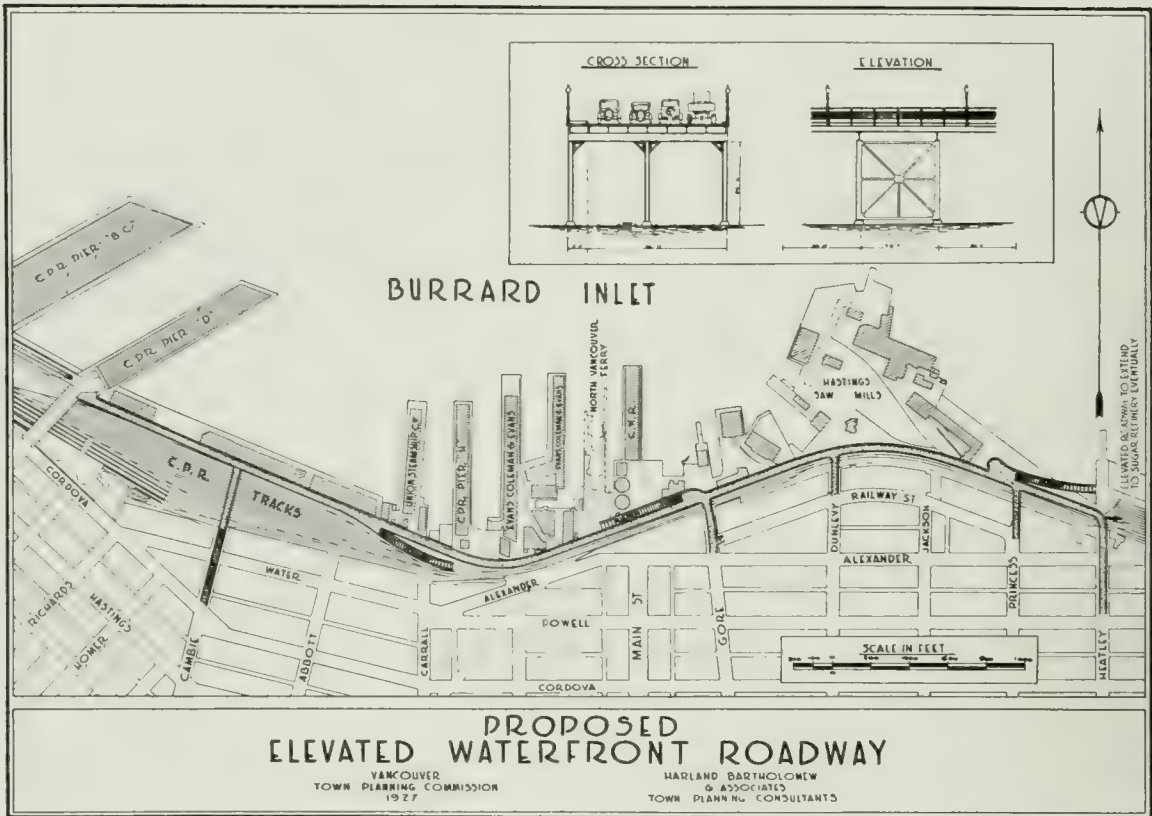 CROSS SECTION
ELEVATION
C.P.R. PIER "B.C."
C.P.R. PIER "D"
BURRARD INLET
NORTH VANCOUVER
FERRY
HASTINGS
SAW MILLS
ELEVATED ROADWAY TO EXTEND
TO SUGAR REFINERY EVENTUALLY
UNION STEAMSHIP CY.
C.P.R. PIER "H"
EVANS COLEMAN & EVANS
EVANS COLEMAN & EVANS
G.W.R.
C.P.R.
TRACKS
CORDOVA
RAILWAY ST
DUNLEVY
JACKSON
WATER
ALEXANDER
ALEXANDER
PRINCESS
RICHARDS
HASTINGS
HOMER
CAMBIE
ABBOTT
CARRALL
POWELL
MAIN ST
GORE
HEATLEY
SCALE IN FEET
CORDOVA
PROPOSED
ELEVATED WATERFRONT ROADWAY
VANCOUVER
TOWN PLANNING COMMISSION
1927
HARLAND BARTHOLOMEW
& ASSOCIATES
TOWN PLANNING CONSULTANTS